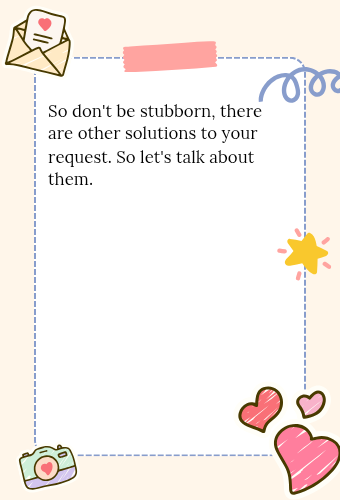 So don't be stubborn, there
are other solutions to your
request. So let's talk about
them.